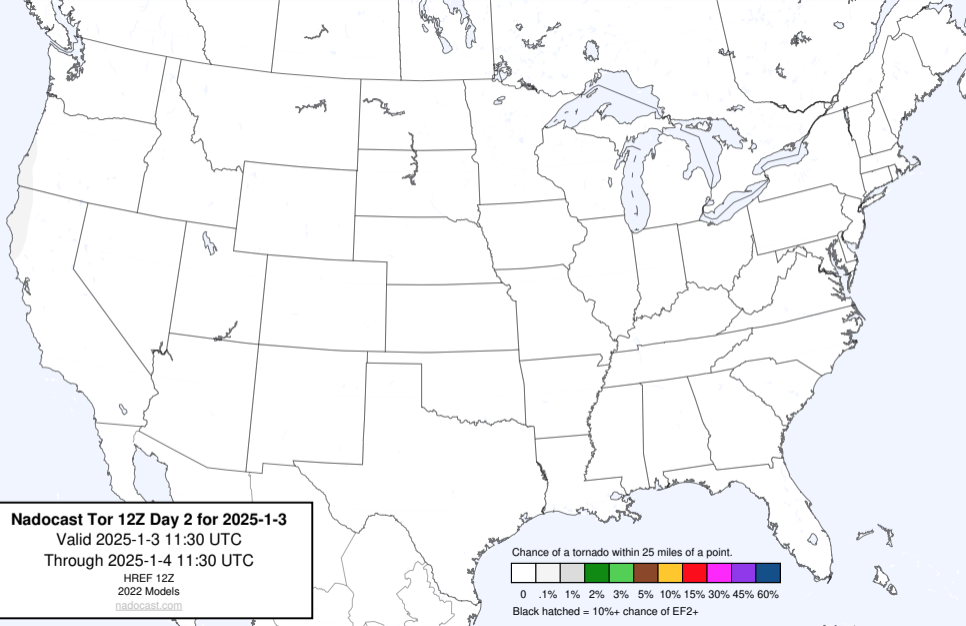 Nadocast Tor 12Z Day 2 for 2025-1-3
Valid 2025-1-3 11:30 UTC
Through 2025-1-4 11:30 UTC
HREF 12Z
2022 Models
nadocast.com
Chance of a tornado within 25 miles of a point.
0 .1% 1% 2% 3% 5% 10% 15% 30% 45% 60%
Black hatched = 10%+ chance of EF2+